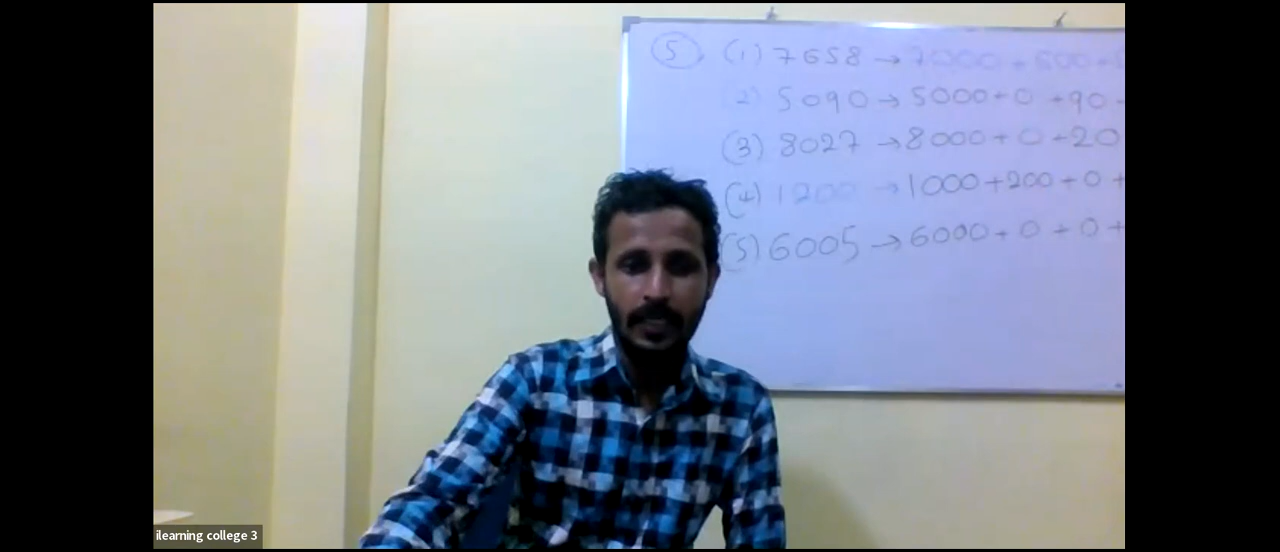 (5) (1) 7658 → 7000 + 600 +
(2) 5090 → 5000 + 0 + 90 +
(3) 8027 → 8000 + 0 + 20
(4) 1200 → 1000 + 200 + 0 +
(5) 6005 → 6000 + 0 + 0 +
ilearning college 3